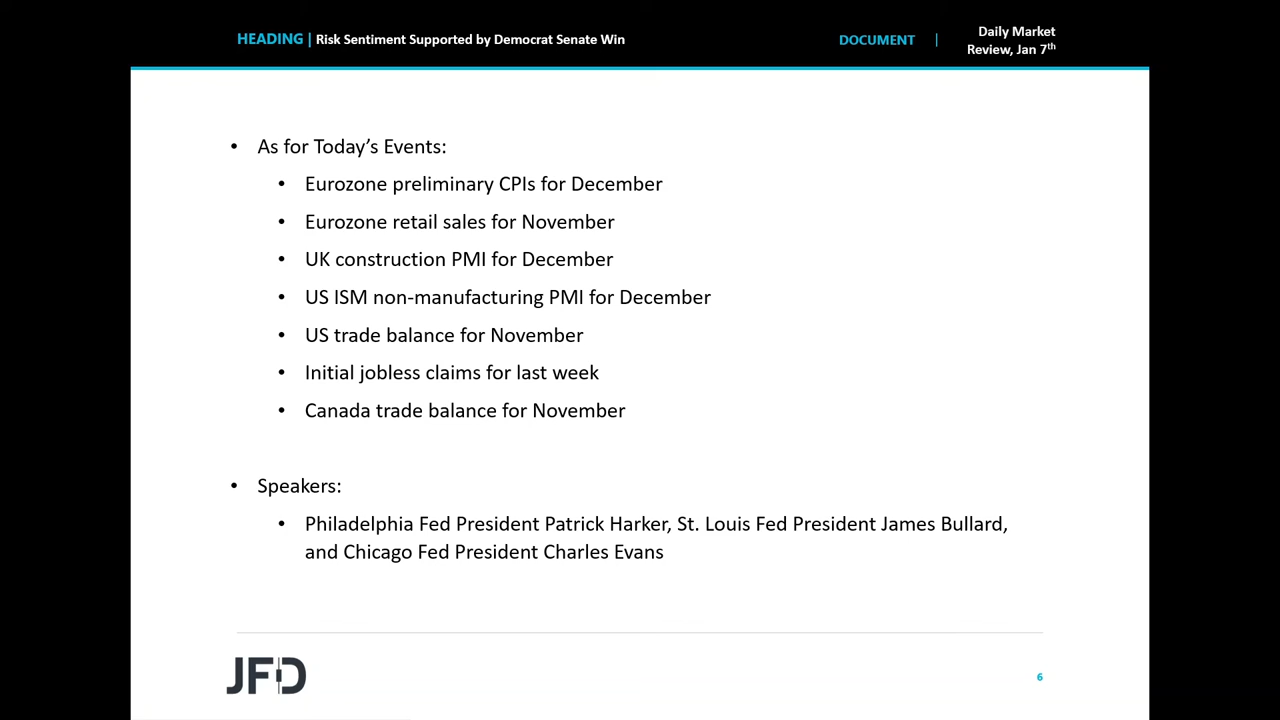 HEADING | Risk Sentiment Supported by Democrat Senate Win
DOCUMENT |
Daily Market
Review, Jan 7th
• As for Today’s Events:
• Eurozone preliminary CPIs for December
• Eurozone retail sales for November
• UK construction PMI for December
• US ISM non-manufacturing PMI for December
• US trade balance for November
• Initial jobless claims for last week
• Canada trade balance for November
• Speakers:
• Philadelphia Fed President Patrick Harker, St. Louis Fed President James Bullard,
and Chicago Fed President Charles Evans
JFD
6